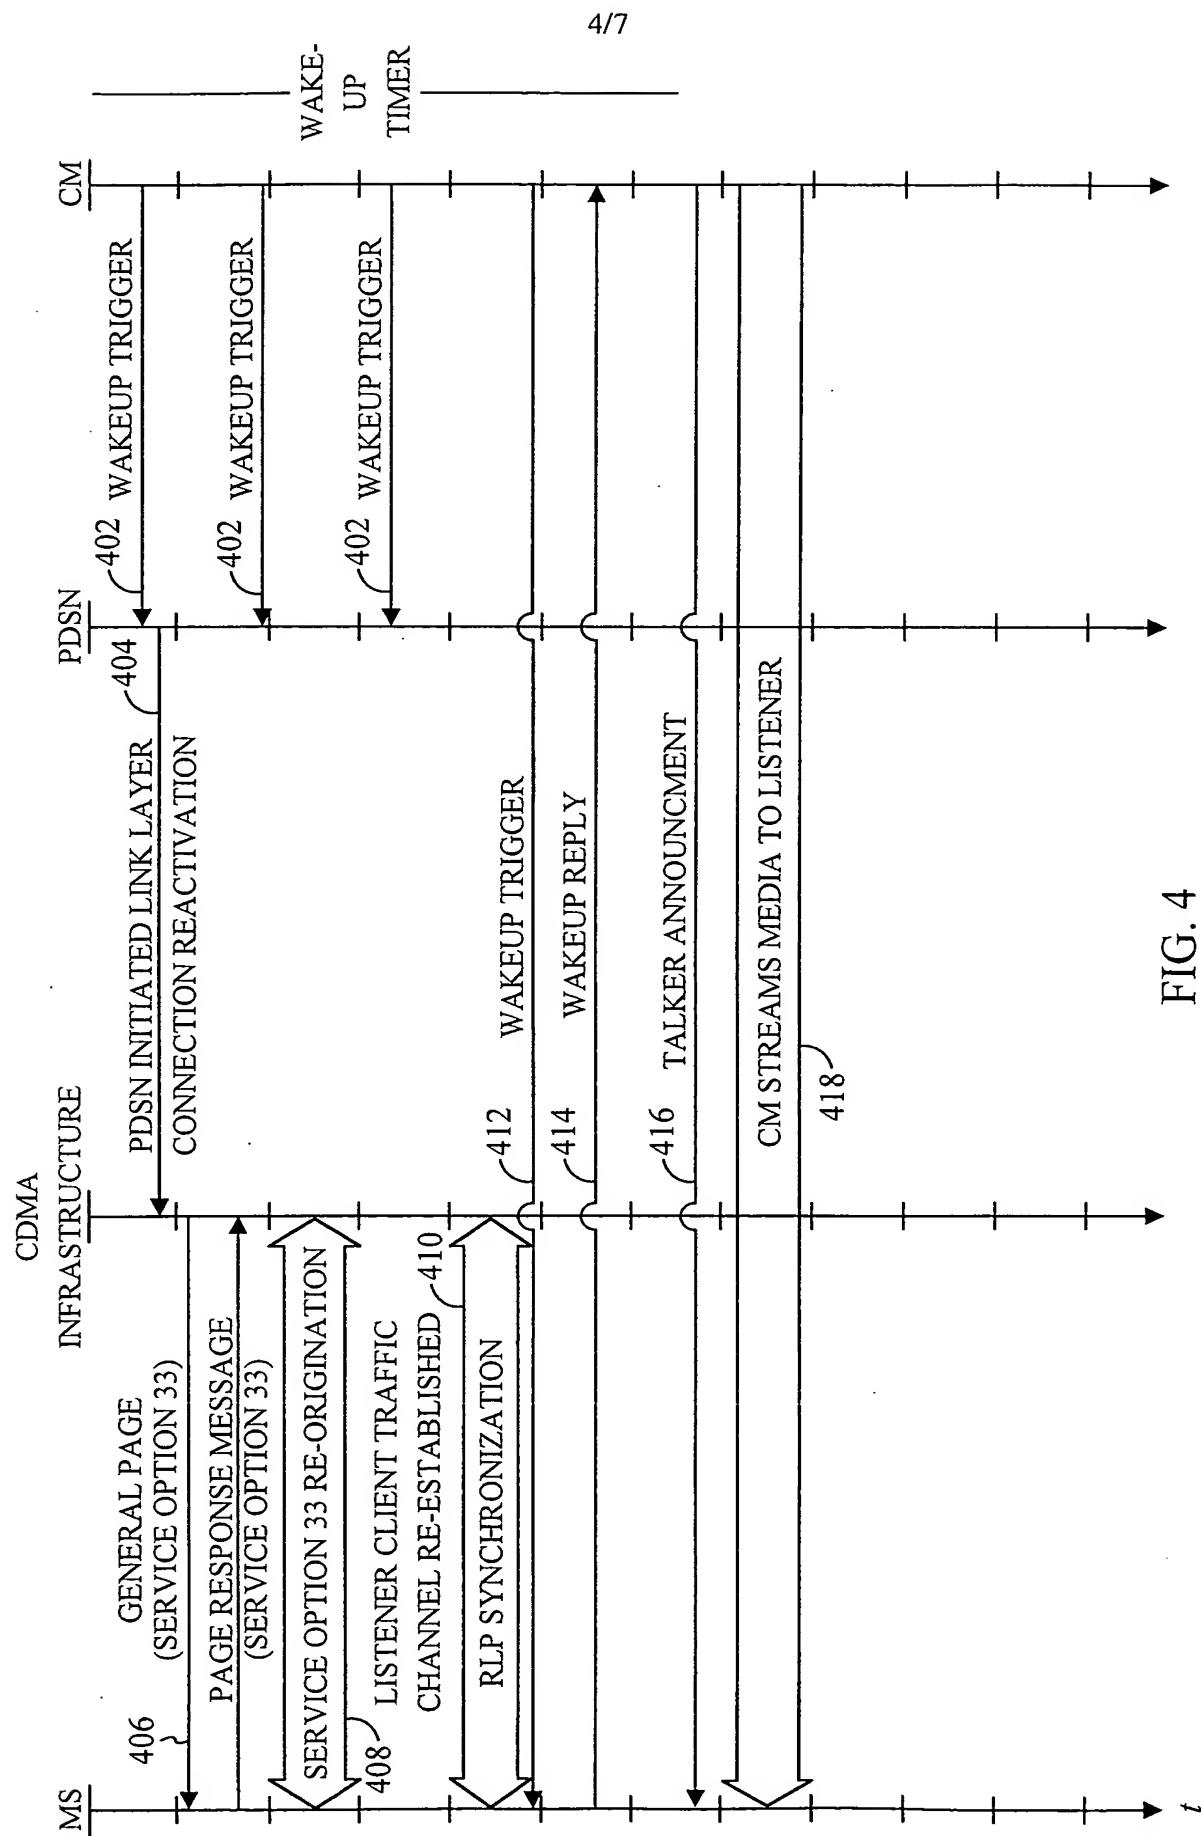 4/7
MS
CDMA
INFRASTRUCTURE
PDSN
CM
402
WAKEUP TRIGGER
404
PDSN INITIATED LINK LAYER
CONNECTION REACTIVATION
406
GENERAL PAGE
(SERVICE OPTION 33)
PAGE RESPONSE MESSAGE
(SERVICE OPTION 33)
402
WAKEUP TRIGGER
SERVICE OPTION 33 RE-ORIGINATION
408
402
WAKEUP TRIGGER
WAKE-
UP
TIMER
LISTENER CLIENT TRAFFIC
CHANNEL RE-ESTABLISHED
410
RLP SYNCHRONIZATION
412
WAKEUP TRIGGER
414
WAKEUP REPLY
416
TALKER ANNOUNCMENT
CM STREAMS MEDIA TO LISTENER
418
t
FIG. 4